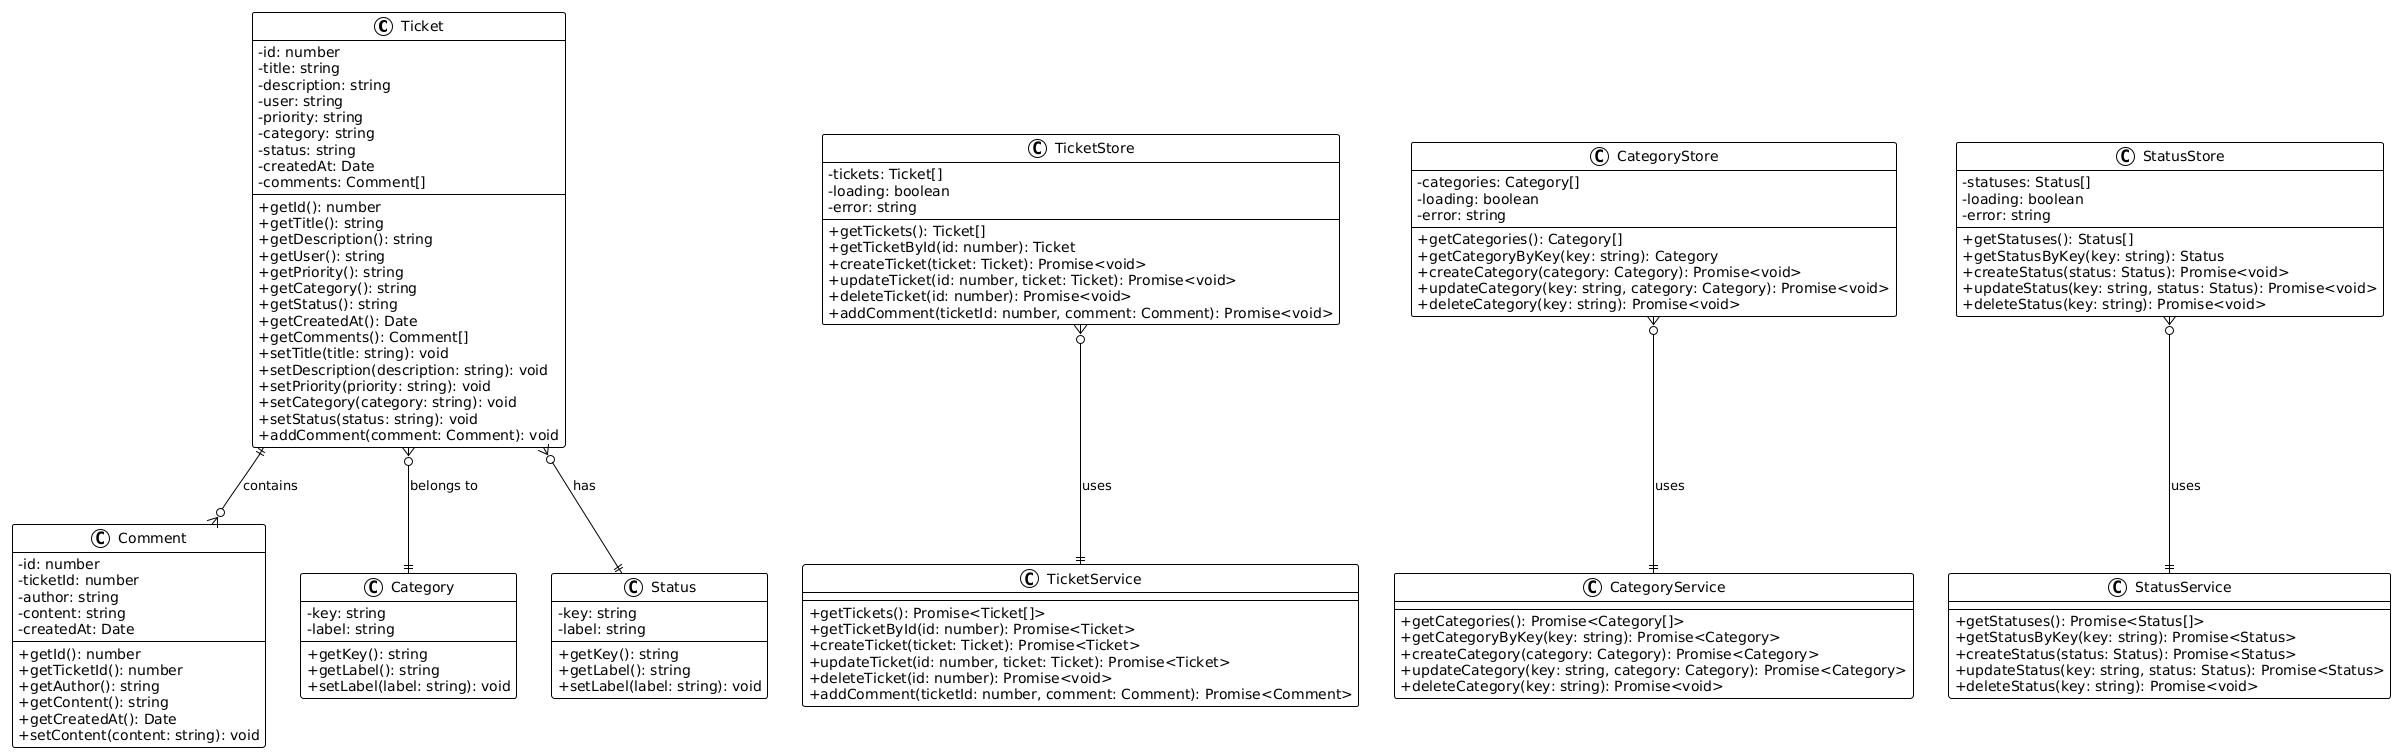 C Ticket
-id: number
-title: string
-description: string
-user: string
-priority: string
-category: string
-status: string
-createdAt: Date
-comments: Comment[]
+getId(): number
+getTitle(): string
+getDescription(): string
+getUser(): string
+getPriority(): string
+getCategory(): string
+getStatus(): string
+getCreatedAt(): Date
+getComments(): Comment[]
+setTitle(title: string): void
+setDescription(description: string): void
+setPriority(priority: string): void
+setCategory(category: string): void
+setStatus(status: string): void
+addComment(comment: Comment): void
C TicketStore
-tickets: Ticket[]
-loading: boolean
-error: string
+getTickets(): Ticket[]
+getTicketById(id: number): Ticket
+createTicket(ticket: Ticket): Promise<void>
+updateTicket(id: number, ticket: Ticket): Promise<void>
+deleteTicket(id: number): Promise<void>
+addComment(ticketId: number, comment: Comment): Promise<void>
C CategoryStore
-categories: Category[]
-loading: boolean
-error: string
+getCategories(): Category[]
+getCategoryByKey(key: string): Category
+createCategory(category: Category): Promise<void>
+updateCategory(key: string, category: Category): Promise<void>
+deleteCategory(key: string): Promise<void>
C StatusStore
-statuses: Status[]
-loading: boolean
-error: string
+getStatuses(): Status[]
+getStatusByKey(key: string): Status
+createStatus(status: Status): Promise<void>
+updateStatus(key: string, status: Status): Promise<void>
+deleteStatus(key: string): Promise<void>
contains
belongs to
has
uses
uses
uses
C Comment
-id: number
-ticketId: number
-author: string
-content: string
-createdAt: Date
+getId(): number
+getTicketId(): number
+getAuthor(): string
+getContent(): string
+getCreatedAt(): Date
+setContent(content: string): void
C Category
-key: string
-label: string
+getKey(): string
+getLabel(): string
+setLabel(label: string): void
C Status
-key: string
-label: string
+getKey(): string
+getLabel(): string
+setLabel(label: string): void
C TicketService
+getTickets(): Promise<Ticket[]>
+getTicketById(id: number): Promise<Ticket>
+createTicket(ticket: Ticket): Promise<Ticket>
+updateTicket(id: number, ticket: Ticket): Promise<Ticket>
+deleteTicket(id: number): Promise<void>
+addComment(ticketId: number, comment: Comment): Promise<Comment>
C CategoryService
+getCategories(): Promise<Category[]>
+getCategoryByKey(key: string): Promise<Category>
+createCategory(category: Category): Promise<Category>
+updateCategory(key: string, category: Category): Promise<Category>
+deleteCategory(key: string): Promise<void>
C StatusService
+getStatuses(): Promise<Status[]>
+getStatusByKey(key: string): Promise<Status>
+createStatus(status: Status): Promise<Status>
+updateStatus(key: string, status: Status): Promise<Status>
+deleteStatus(key: string): Promise<void>